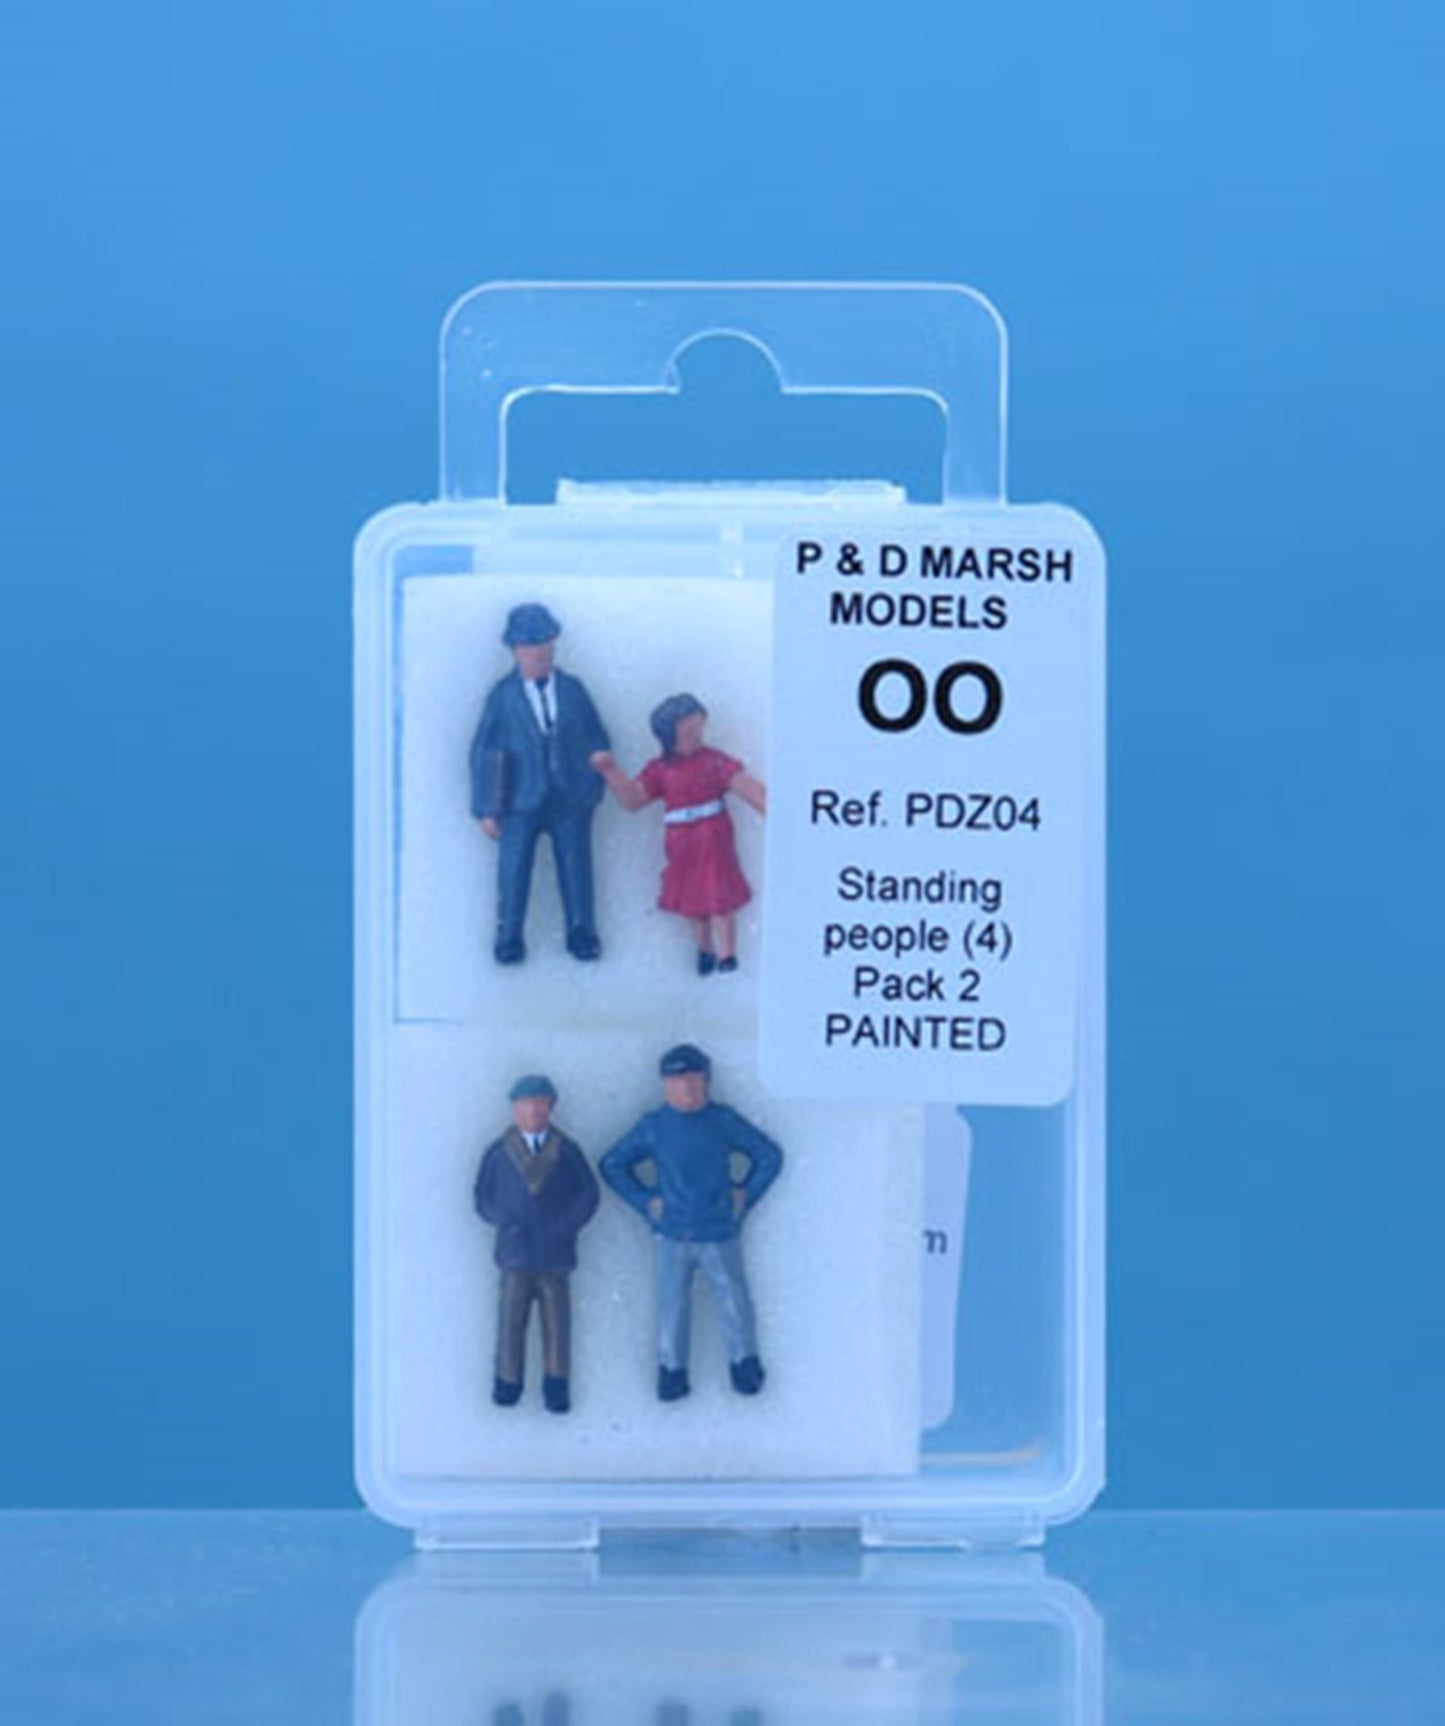 P & D MARSH
MODELS
OO
Ref. PDZ04
Standing
people (4)
Pack 2
PAINTED
m